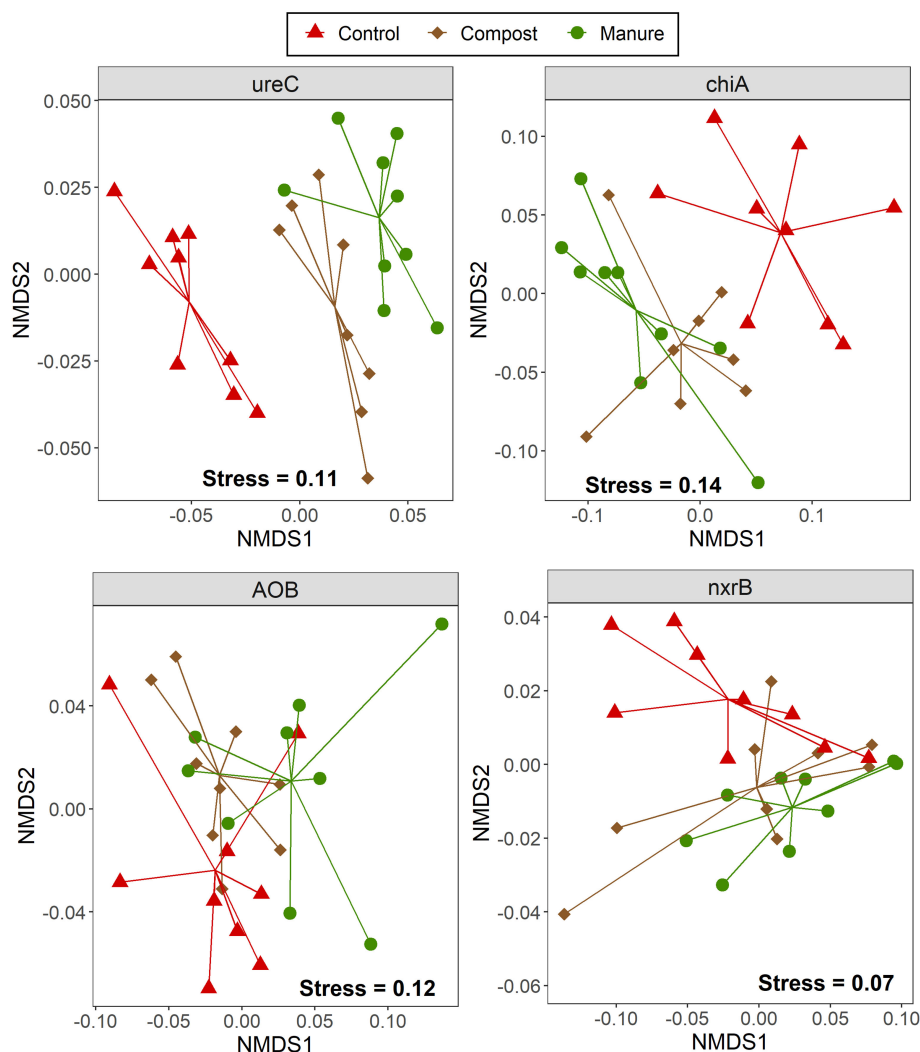 Control Compost Manure
ureC
0.050
0.025
0.000
-0.025
-0.050
NMDS2
Stress = 0.11
-0.05 0.00 0.05
NMDS1
chiA
0.10
0.05
0.00
-0.05
-0.10
NMDS2
Stress = 0.14
-0.1 0.0 0.1
NMDS1
AOB
0.04
0.00
-0.04
NMDS2
Stress = 0.12
-0.10 -0.05 0.00 0.05 0.10
NMDS1
nxrB
0.04
0.02
0.00
-0.02
-0.04
-0.06
NMDS2
Stress = 0.07
-0.10 -0.05 0.00 0.05 0.10
NMDS1